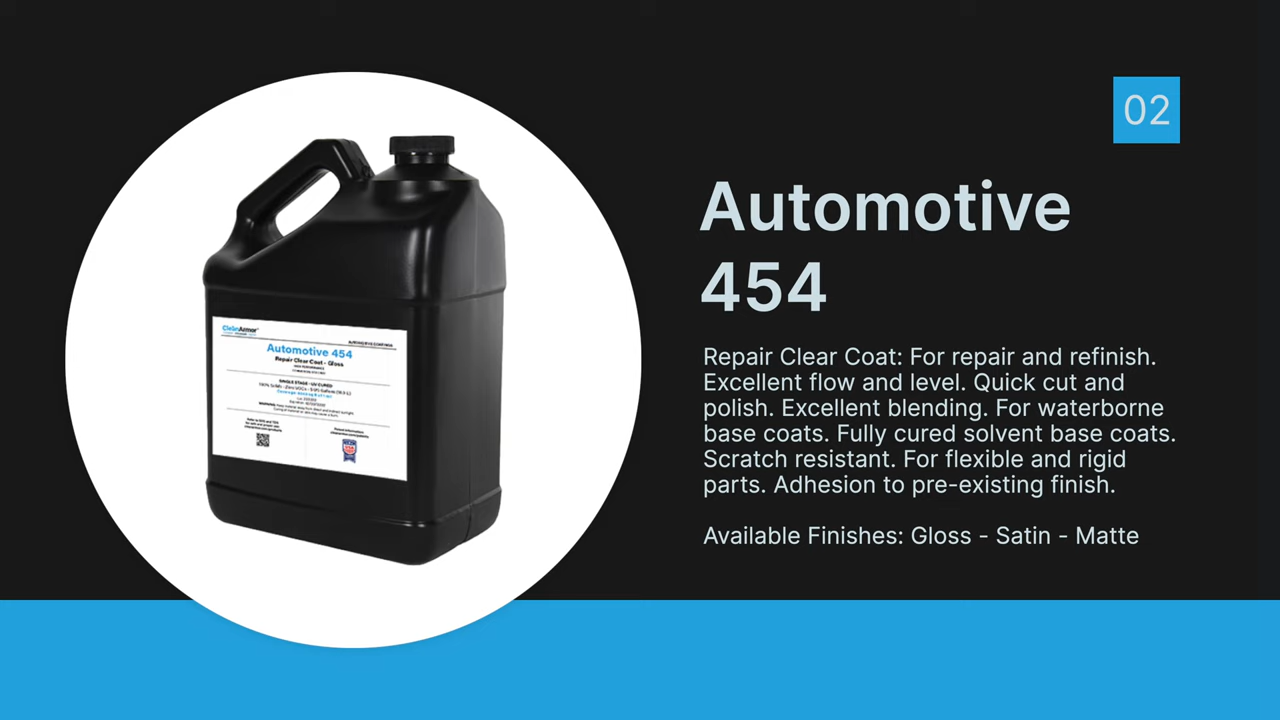 02
Automotive
454
Repair Clear Coat: For repair and refinish.
Excellent flow and level. Quick cut and
polish. Excellent blending. For waterborne
base coats. Fully cured solvent base coats.
Scratch resistant. For flexible and rigid
parts. Adhesion to pre-existing finish.
Available Finishes: Gloss - Satin - Matte
Automotive 454
Repair Clear Coat - Gloss
SINGLE STAGE - UV CURED